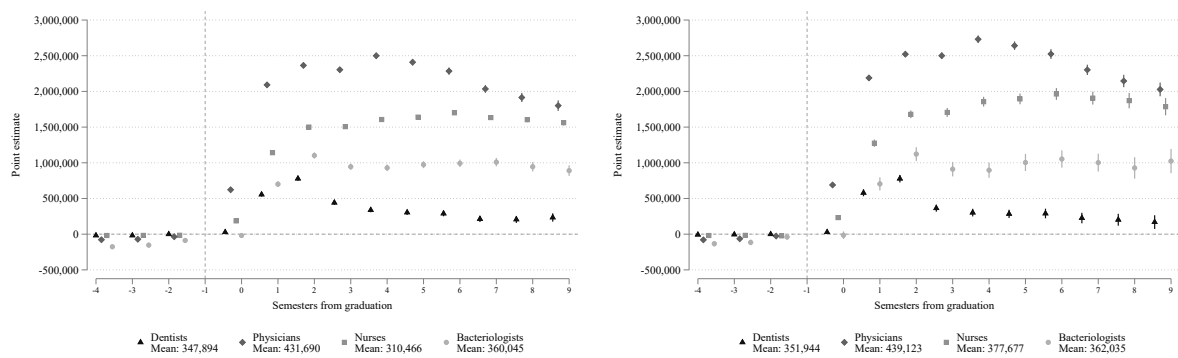 3,000,000
2,500,000
2,000,000
1,500,000
1,000,000
500,000
0
-500,000
Point estimate
-4 -3 -2 -1 0 1 2 3 4 5 6 7 8 9
Semesters from graduation
Dentists Physicians Nurses Bacteriologists
Mean: 347,894 Mean: 431,690 Mean: 310,466 Mean: 360,045
3,000,000
2,500,000
2,000,000
1,500,000
1,000,000
500,000
0
-500,000
Point estimate
-4 -3 -2 -1 0 1 2 3 4 5 6 7 8 9
Semesters from graduation
Dentists Physicians Nurses Bacteriologists
Mean: 351,944 Mean: 439,123 Mean: 377,677 Mean: 362,035